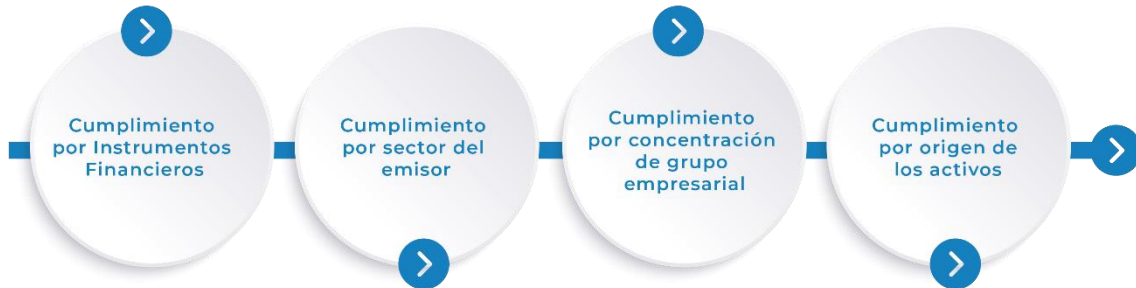 Cumplimiento
por Instrumentos
Financieros
Cumplimiento
por sector del
emisor
Cumplimiento
por concentración
de grupo
empresarial
Cumplimiento
por origen de
los activos